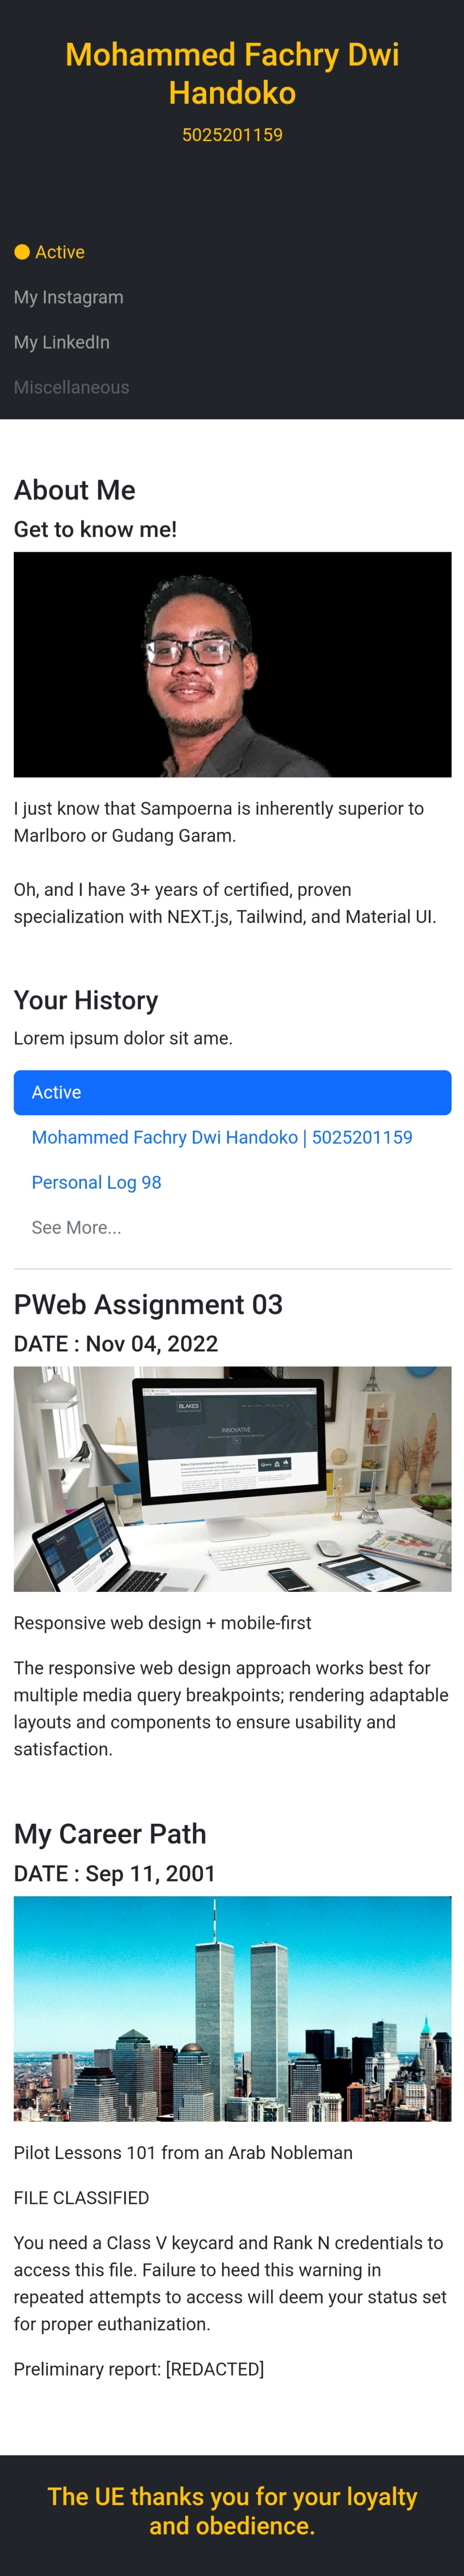 Mohammed Fachry Dwi
Handoko
5025201159
Active
My Instagram
My LinkedIn
Miscellaneous
About Me
Get to know me!
I just know that Sampoerna is inherently superior to
Marlboro or Gudang Garam.
Oh, and I have 3+ years of certified, proven
specialization with NEXT.js, Tailwind, and Material UI.
Your History
Lorem ipsum dolor sit ame.
Active
Mohammed Fachry Dwi Handoko | 5025201159
Personal Log 98
See More...
PWeb Assignment 03
DATE : Nov 04, 2022
BLAKES
INNOVATIVE
Responsive web design + mobile-first
The responsive web design approach works best for
multiple media query breakpoints; rendering adaptable
layouts and components to ensure usability and
satisfaction.
My Career Path
DATE : Sep 11, 2001
Pilot Lessons 101 from an Arab Nobleman
FILE CLASSIFIED
You need a Class V keycard and Rank N credentials to
access this file. Failure to heed this warning in
repeated attempts to access will deem your status set
for proper euthanization.
Preliminary report: [REDACTED]
The UE thanks you for your loyalty
and obedience.